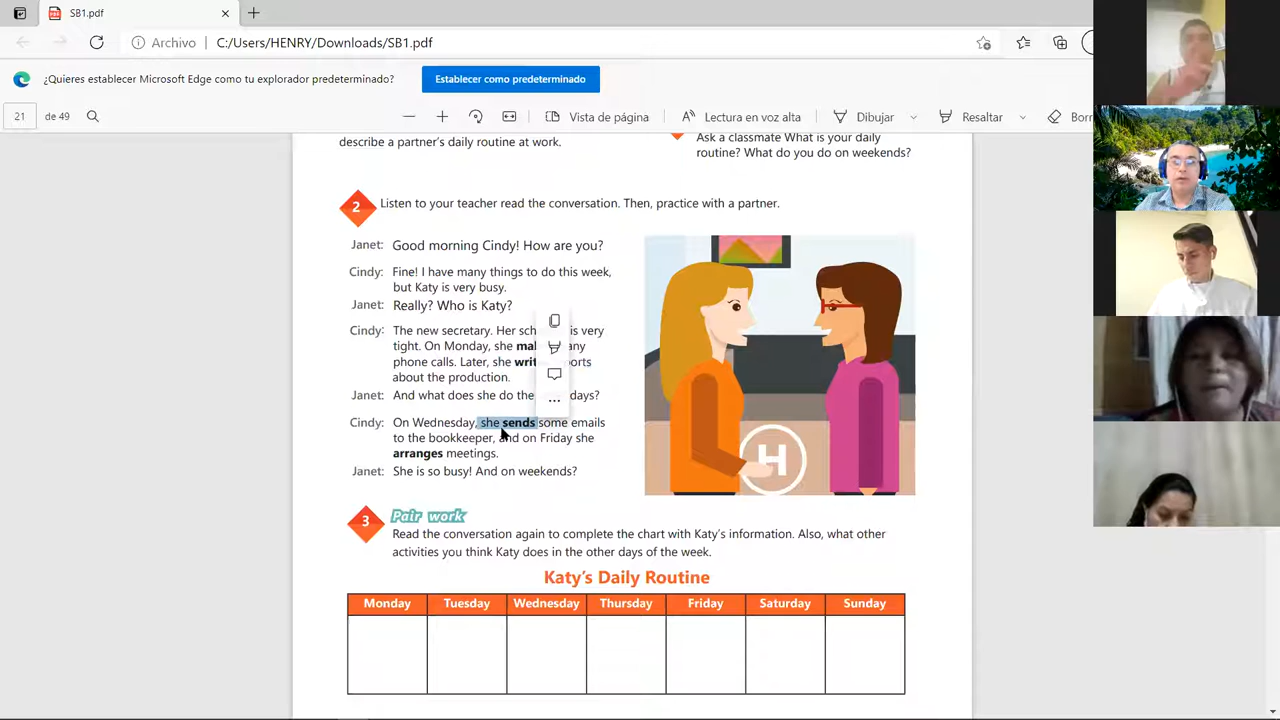 SB1.pdf
Archivo
C:/Users/HENRY/Downloads/SB1.pdf
¿Quieres establecer Microsoft Edge como tu explorador predeterminado?
Establecer como predeterminado
21 de 49
Vista de página
Lectura en voz alta
Dibujar
Resaltar
Borr
describe a partner's daily routine at work.
Ask a classmate What is your daily
routine? What do you do on weekends?
2
Listen to your teacher read the conversation. Then, practice with a partner.
Janet: Good morning Cindy! How are you?
Cindy: Fine! I have many things to do this week,
but Katy is very busy.
Janet: Really? Who is Katy?
Cindy: The new secretary. Her sch is very
tight. On Monday, she ma any
phone calls. Later, she writ orts
about the production.
Janet: And what does she do the days?
Cindy: On Wednesday, she sends some emails
to the bookkeeper, and on Friday she
arranges meetings.
Janet: She is so busy! And on weekends?
H
3
Pair work
Read the conversation again to complete the chart with Katy's information. Also, what other
activities you think Katy does in the other days of the week.
Katy's Daily Routine
Monday Tuesday Wednesday Thursday Friday Saturday Sunday